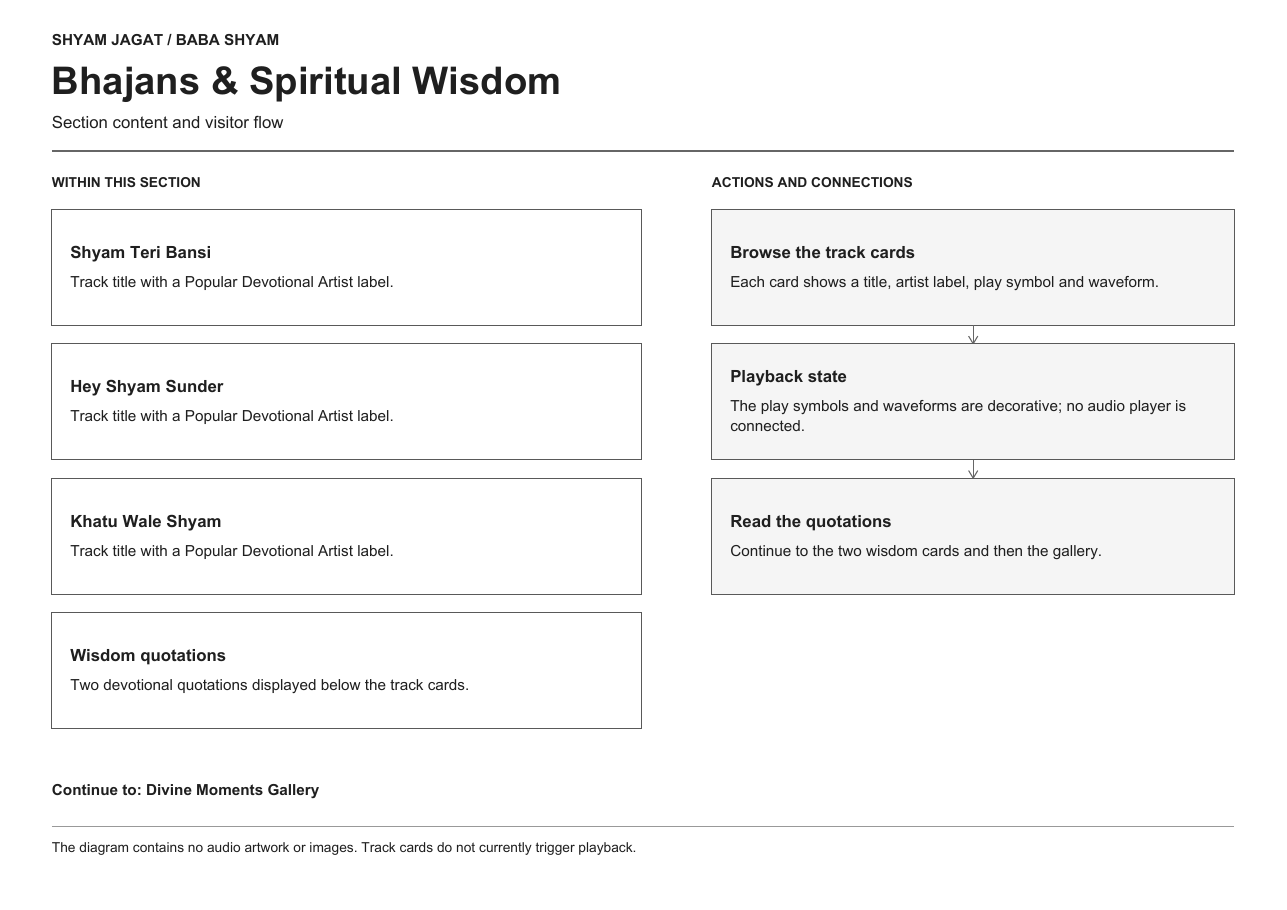 SHYAM JAGAT / BABA SHYAM
Bhajans & Spiritual Wisdom
Section content and visitor flow
WITHIN THIS SECTION
Shyam Teri Bansi
Track title with a Popular Devotional Artist label.
Hey Shyam Sunder
Track title with a Popular Devotional Artist label.
Khatu Wale Shyam
Track title with a Popular Devotional Artist label.
Wisdom quotations
Two devotional quotations displayed below the track cards.
ACTIONS AND CONNECTIONS
Browse the track cards
Each card shows a title, artist label, play symbol and waveform.
Playback state
The play symbols and waveforms are decorative; no audio player is
connected.
Read the quotations
Continue to the two wisdom cards and then the gallery.
Continue to: Divine Moments Gallery
The diagram contains no audio artwork or images. Track cards do not currently trigger playback.